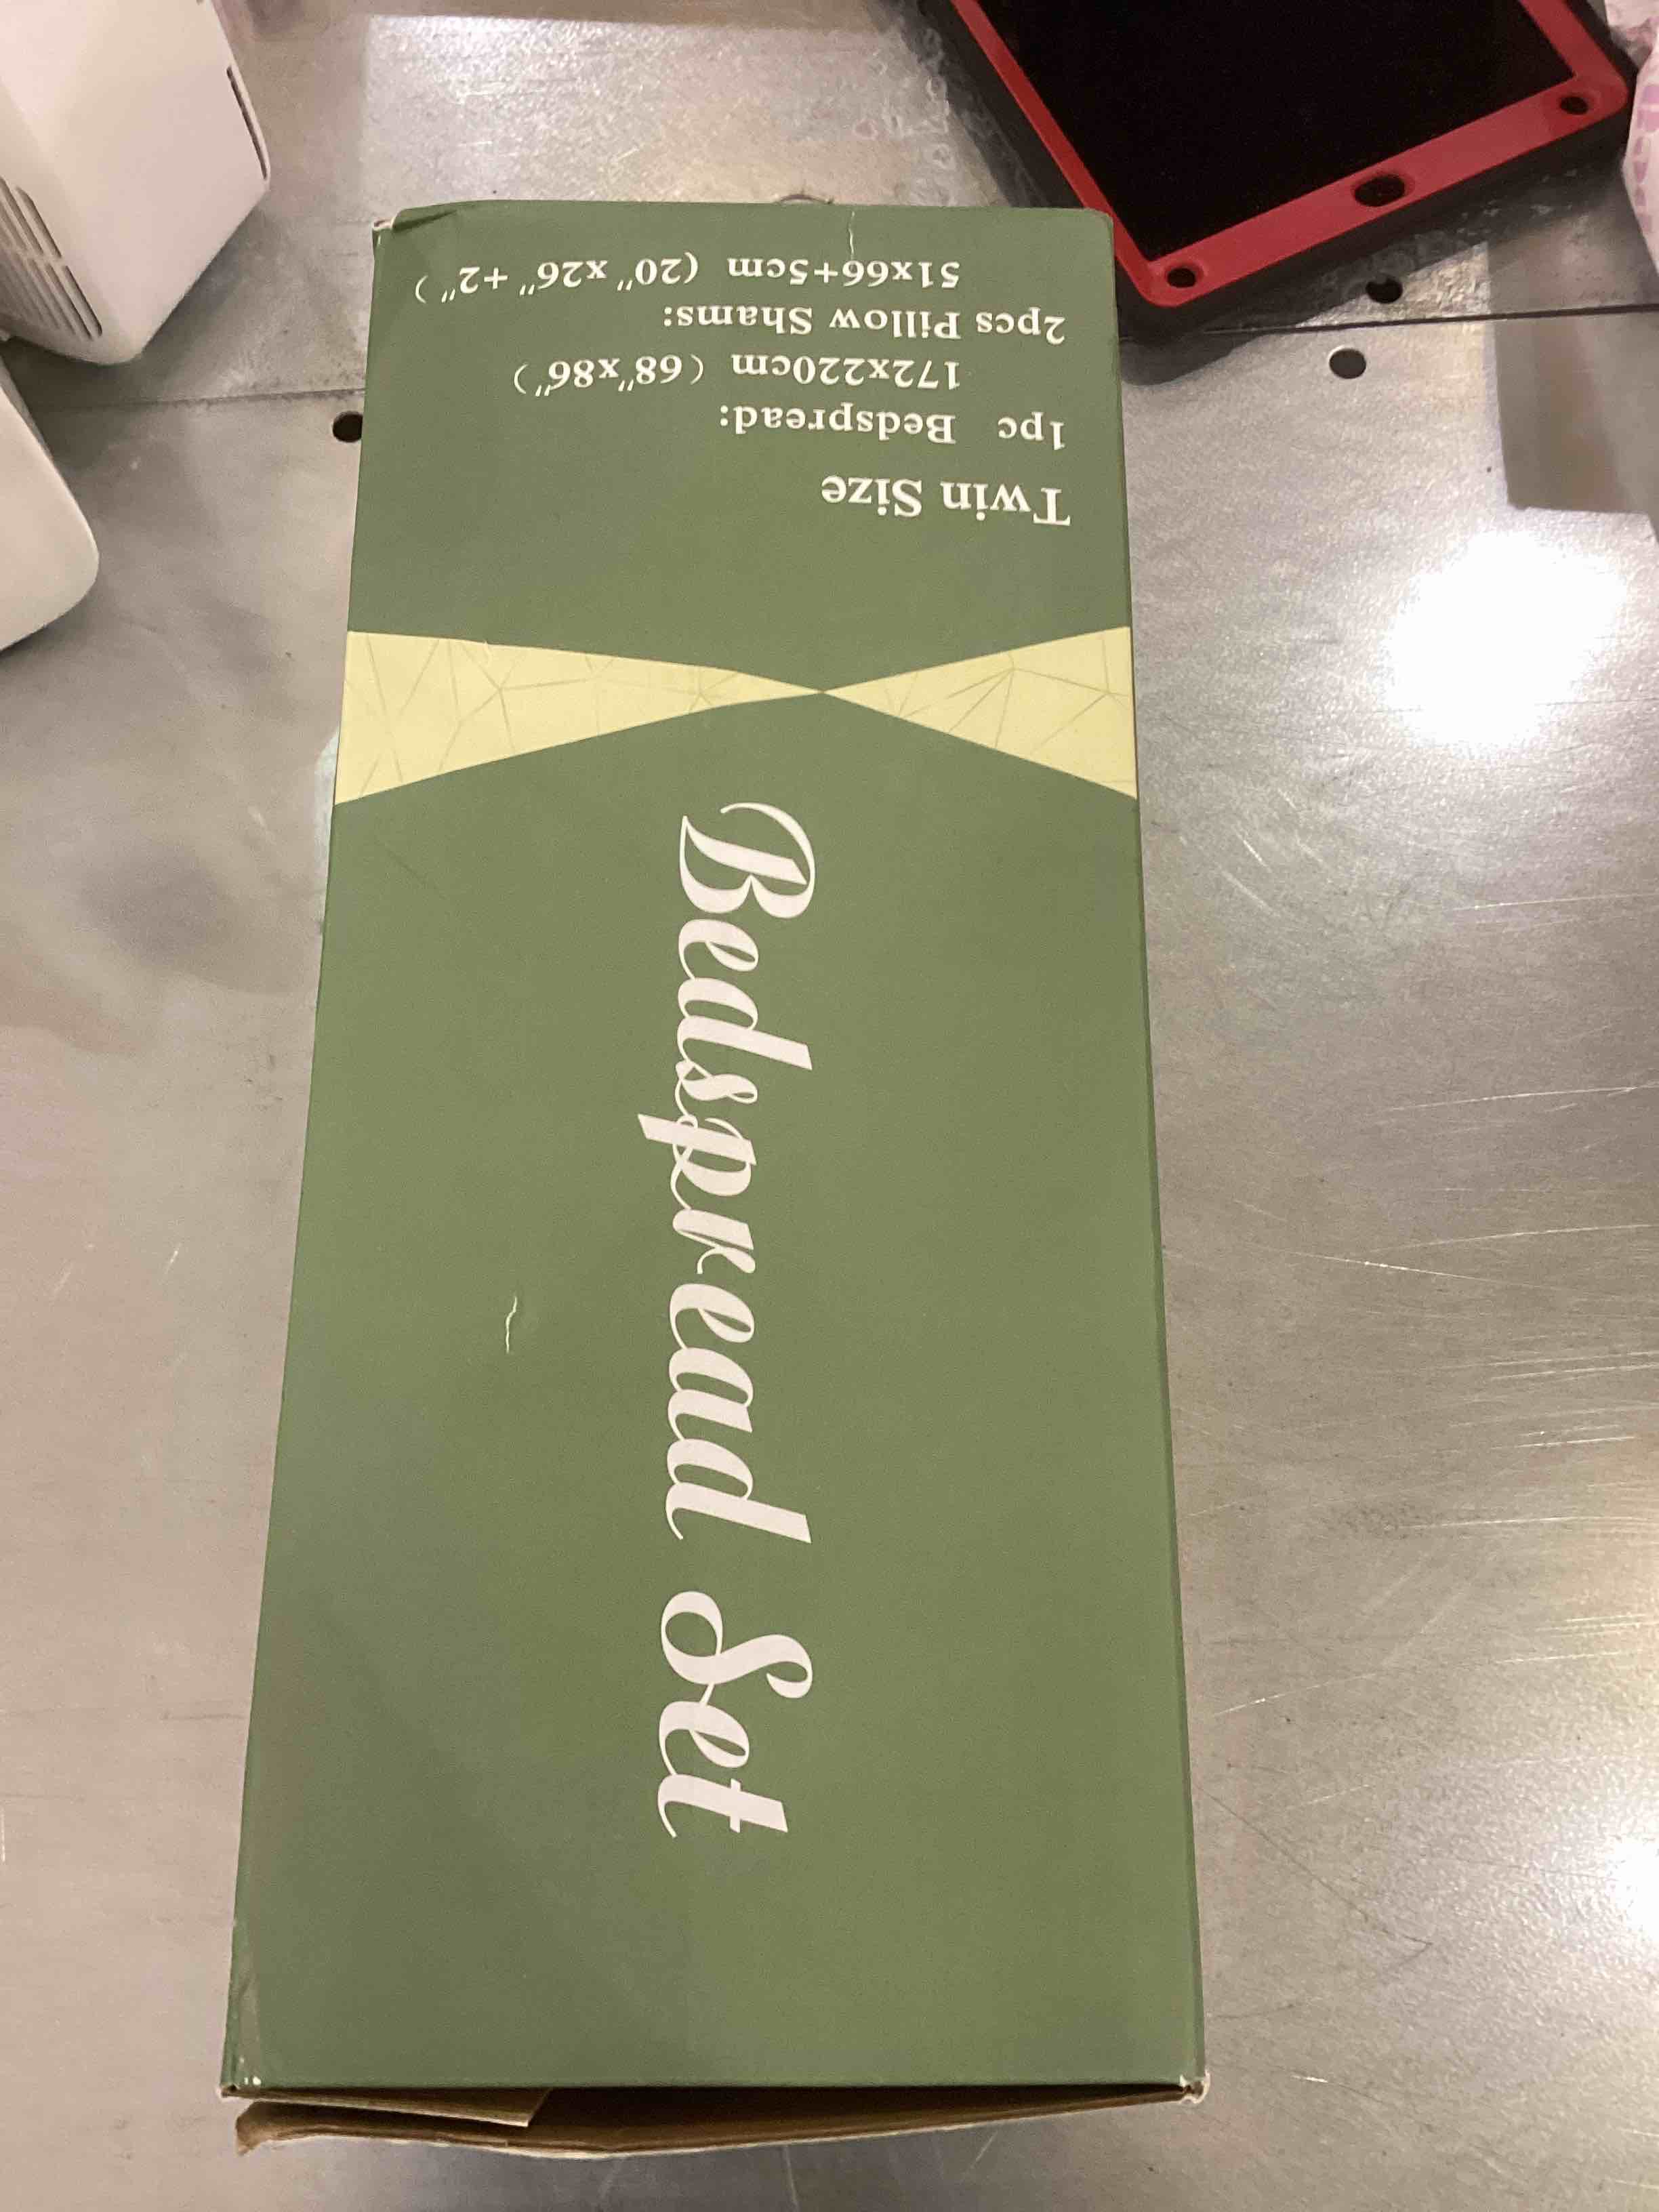 Bedspread Set
Twin Size
1pc Bedspread:
172x220cm (68"x86")
2pcs Pillow Shams:
51x66+5cm (20"x26"+2")